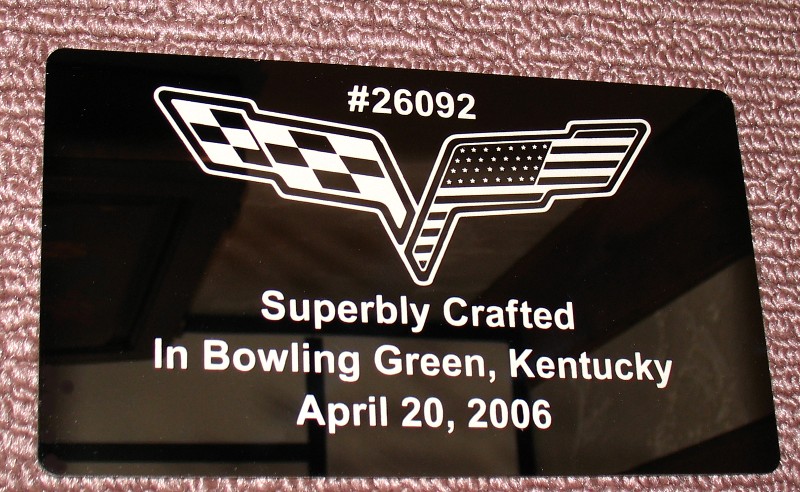 #26092
Superbly Crafted
In Bowling Green, Kentucky
April 20, 2006